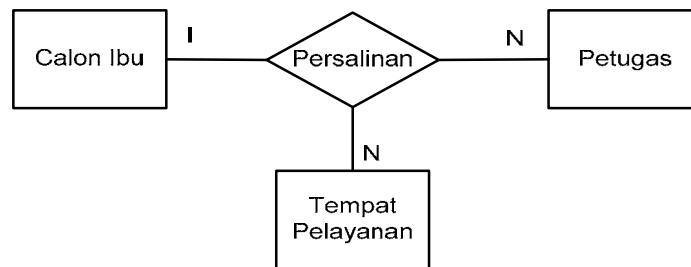 I
N
Calon Ibu
Persalinan
Petugas
N
Tempat
Pelayanan